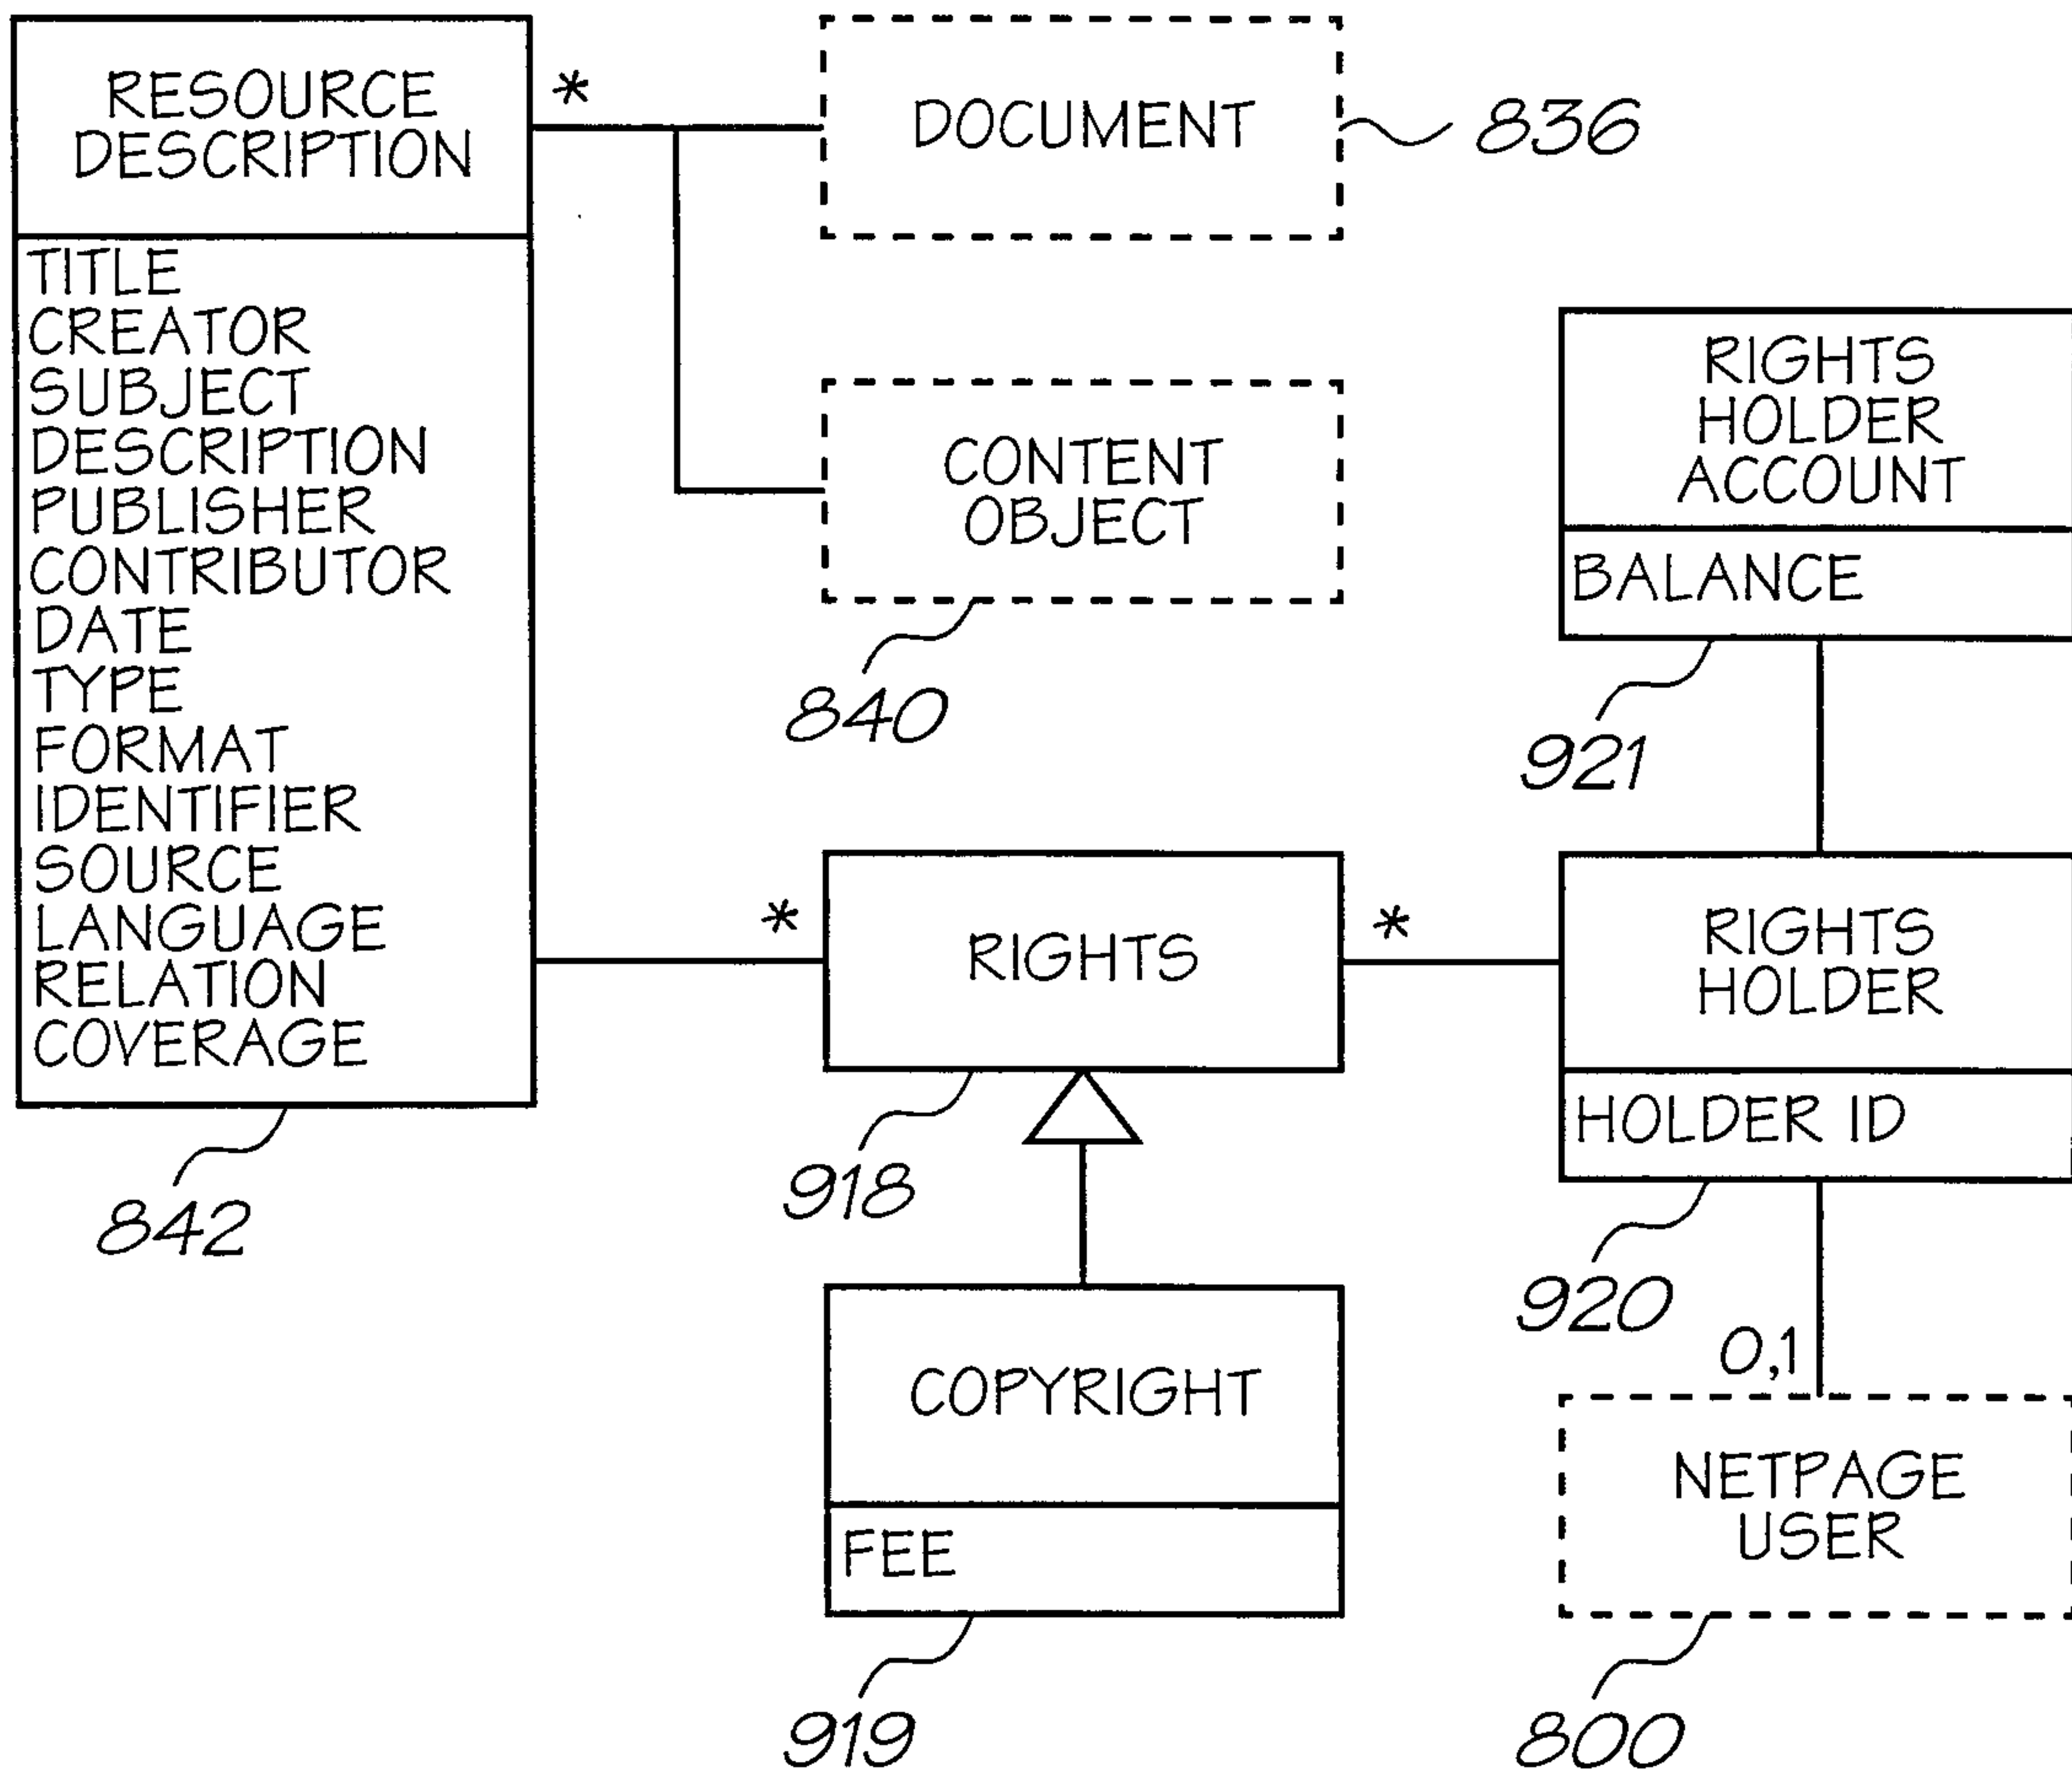 RESOURCE
DESCRIPTION
*
TITLE
CREATOR
SUBJECT
DESCRIPTION
PUBLISHER
CONTRIBUTOR
DATE
TYPE
FORMAT
IDENTIFIER
SOURCE
LANGUAGE
RELATION
COVERAGE
842
DOCUMENT
836
CONTENT
OBJECT
840
RIGHTS
HOLDER
ACCOUNT
BALANCE
921
*
RIGHTS
*
918
RIGHTS
HOLDER
HOLDER ID
920
0,1
COPYRIGHT
FEE
919
NETPAGE
USER
800